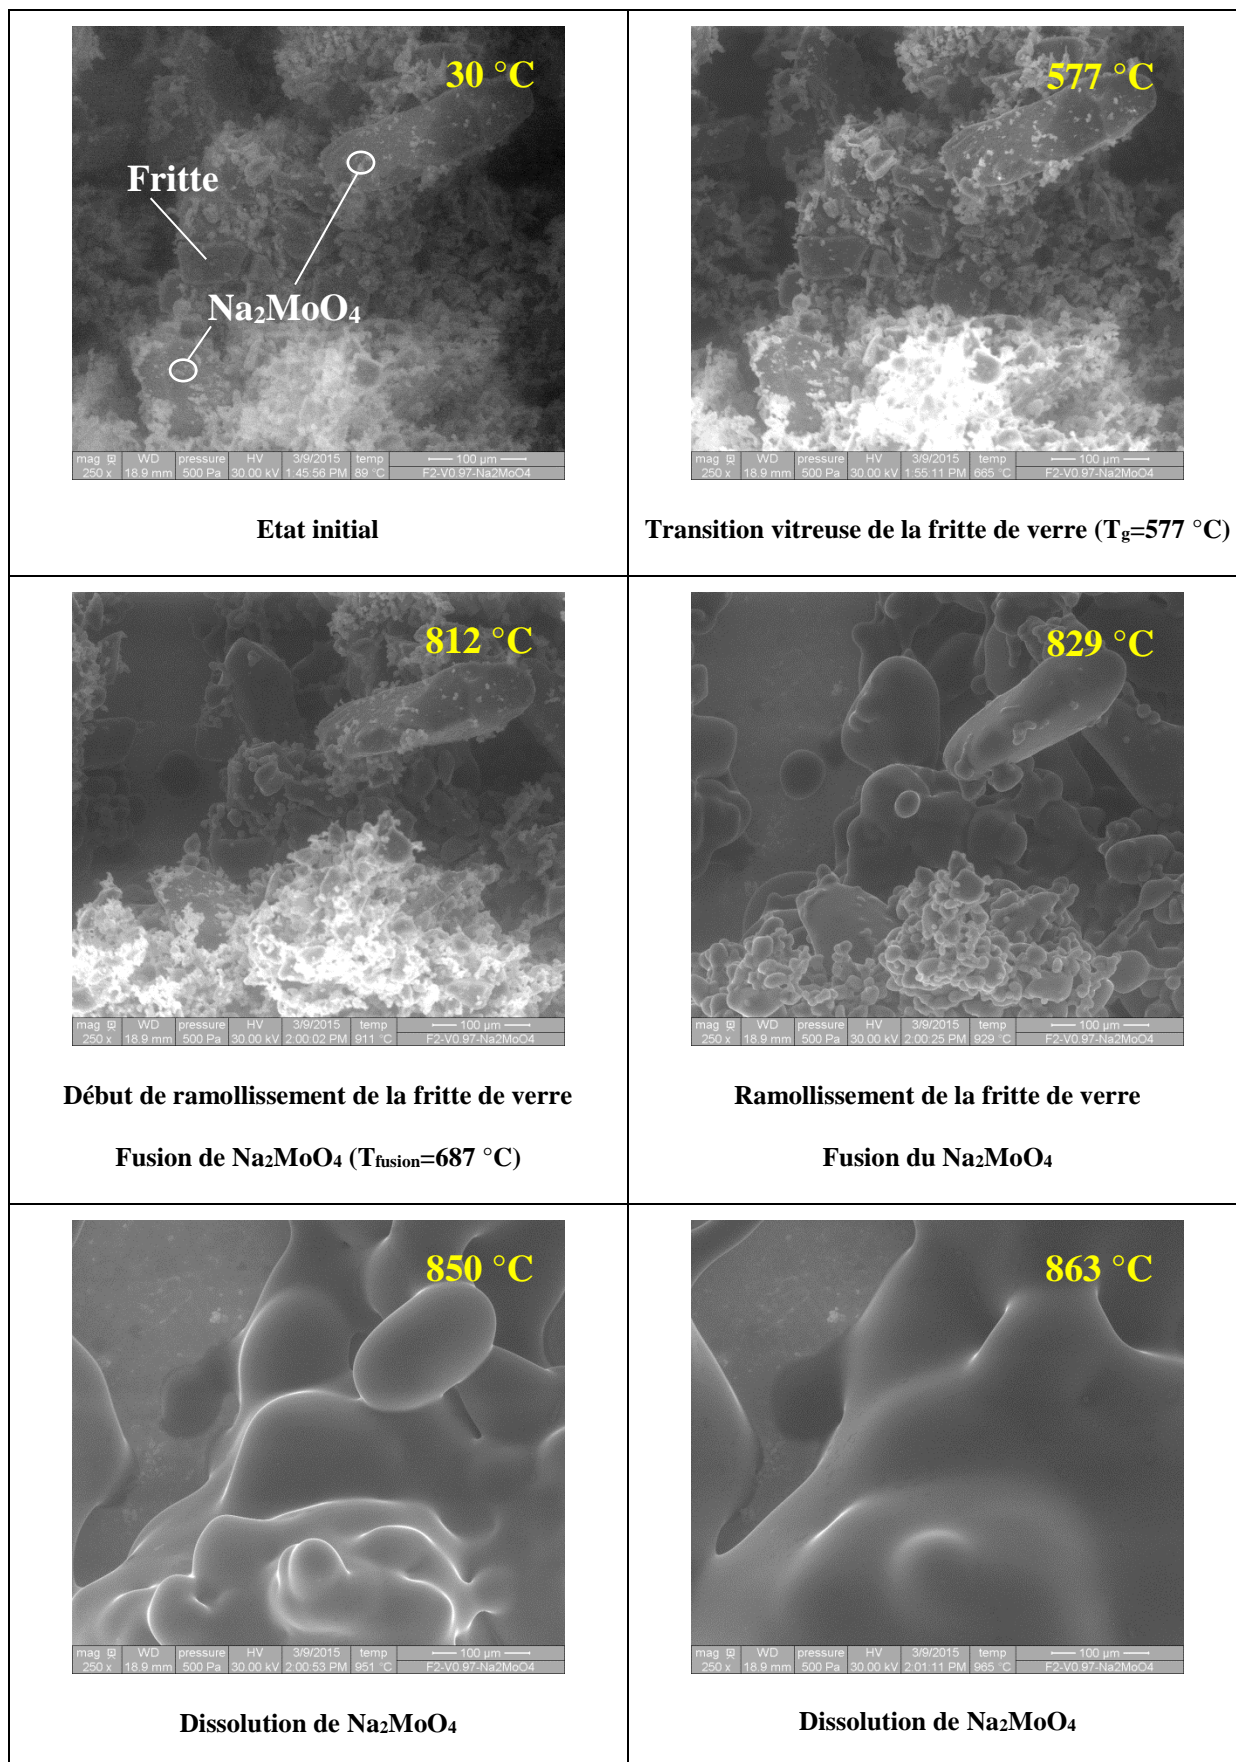 30 °C
Fritte
Na₂MoO₄
mag WD pressure HV 3/9/2015 temp —— 100 µm ——
250 x 18.9 mm 500 Pa 30.00 kV 1:45:56 PM 89 °C F2-V0.97-Na2MoO4
Etat initial
577 °C
mag WD pressure HV 3/9/2015 temp —— 100 µm ——
250 x 18.9 mm 500 Pa 30.00 kV 1:55:11 PM 665 °C F2-V0.97-Na2MoO4
Transition vitreuse de la fritte de verre (Tg=577 °C)
812 °C
mag WD pressure HV 3/9/2015 temp —— 100 µm ——
250 x 18.9 mm 500 Pa 30.00 kV 2:00:02 PM 911 °C F2-V0.97-Na2MoO4
Début de ramollissement de la fritte de verre
Fusion de Na₂MoO₄ (Tfusion=687 °C)
829 °C
mag WD pressure HV 3/9/2015 temp —— 100 µm ——
250 x 18.9 mm 500 Pa 30.00 kV 2:00:25 PM 929 °C F2-V0.97-Na2MoO4
Ramollissement de la fritte de verre
Fusion du Na₂MoO₄
850 °C
mag WD pressure HV 3/9/2015 temp —— 100 µm ——
250 x 18.9 mm 500 Pa 30.00 kV 2:00:53 PM 951 °C F2-V0.97-Na2MoO4
Dissolution de Na₂MoO₄
863 °C
mag WD pressure HV 3/9/2015 temp —— 100 µm ——
250 x 18.9 mm 500 Pa 30.00 kV 2:01:11 PM 965 °C F2-V0.97-Na2MoO4
Dissolution de Na₂MoO₄